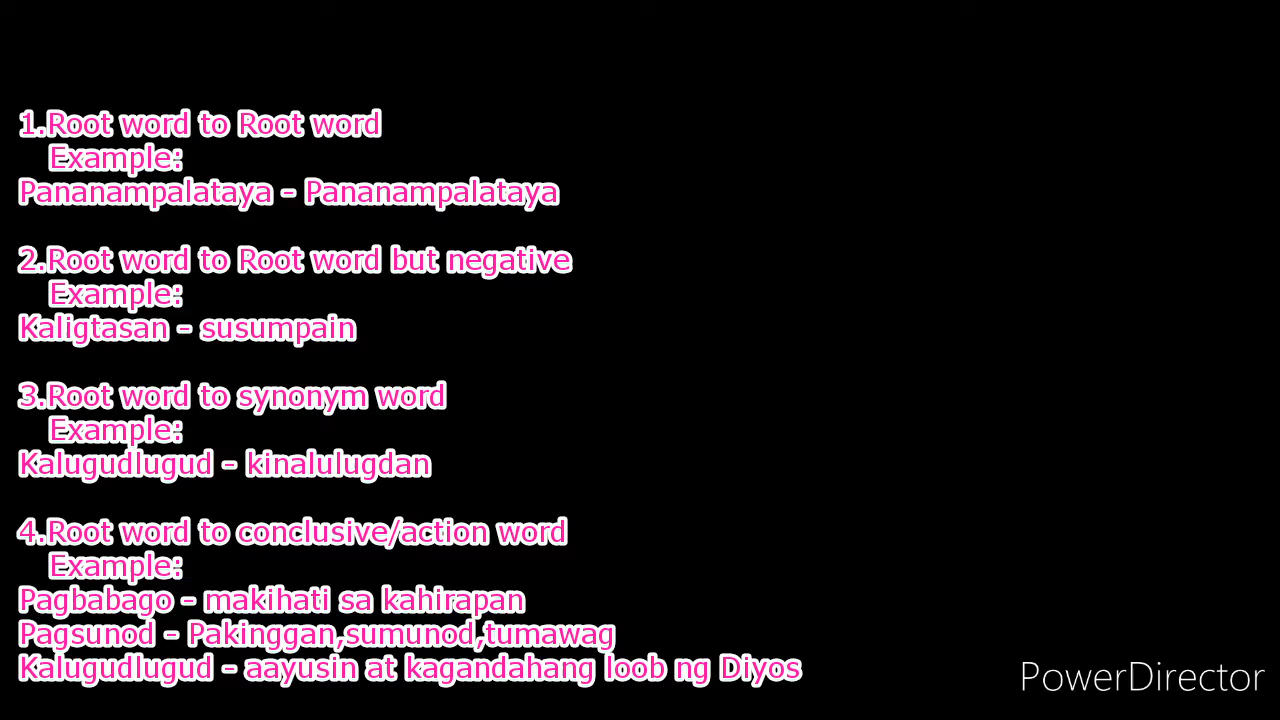 1.Root word to Root word
Example:
Pananampalataya - Pananampalataya
2.Root word to Root word but negative
Example:
Kaligtasan - susumpain
3.Root word to synonym word
Example:
Kalugudlugud - kinalulugdan
4.Root word to conclusive/action word
Example:
Pagbabago - makihati sa kahirapan
Pagsunod - Pakinggan,sumunod,tumawag
Kalugudlugud - aayusin at kagandahang loob ng Diyos
PowerDirector